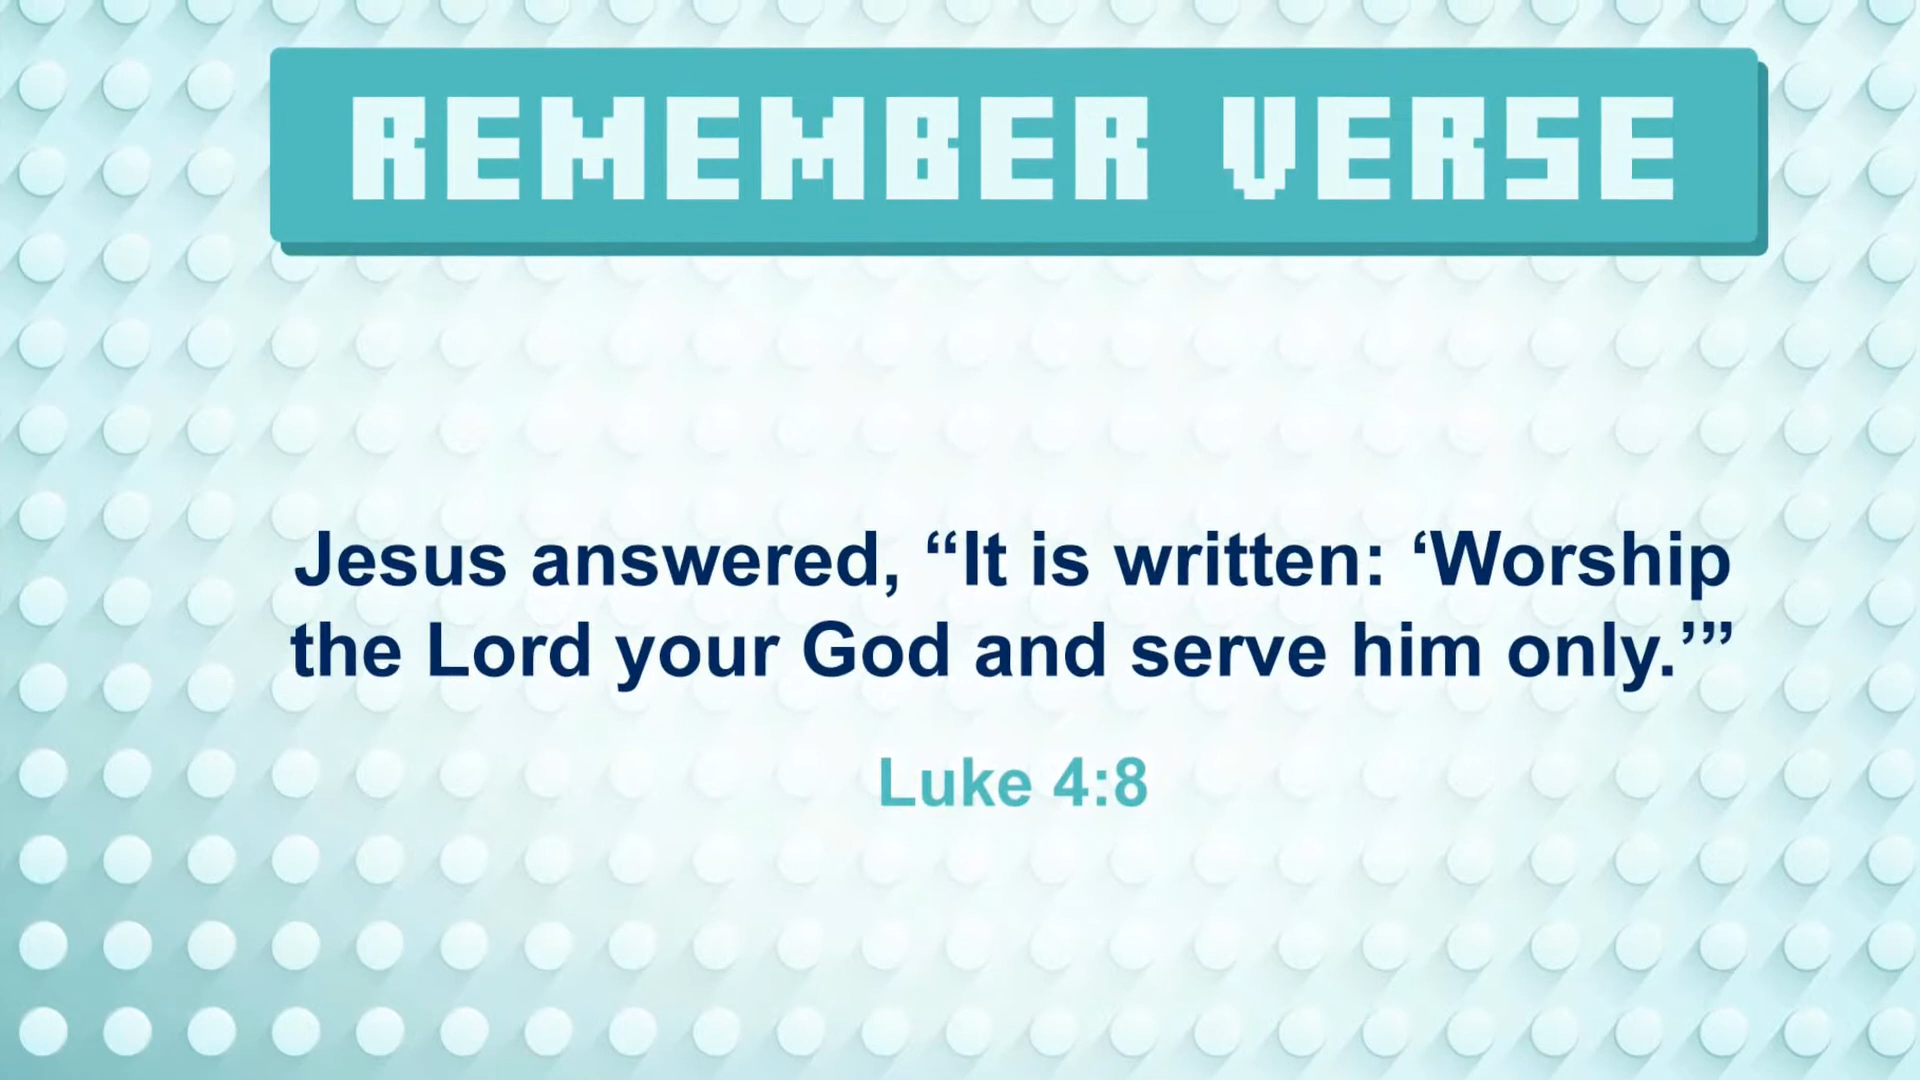 REMEMBER VERSE
Jesus answered, “It is written: ‘Worship
the Lord your God and serve him only.’”
Luke 4:8